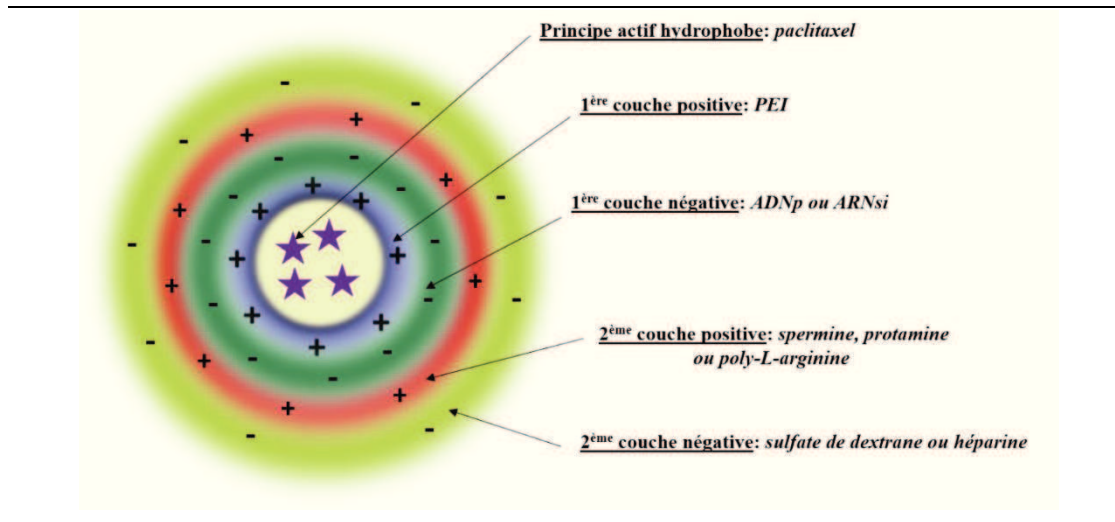 Principe actif hydrophobe: paclitaxel
1ère couche positive: PEI
1ère couche négative: ADNp ou ARNsi
2ème couche positive: spermine, protamine
ou poly-L-arginine
2ème couche négative: sulfate de dextrane ou héparine